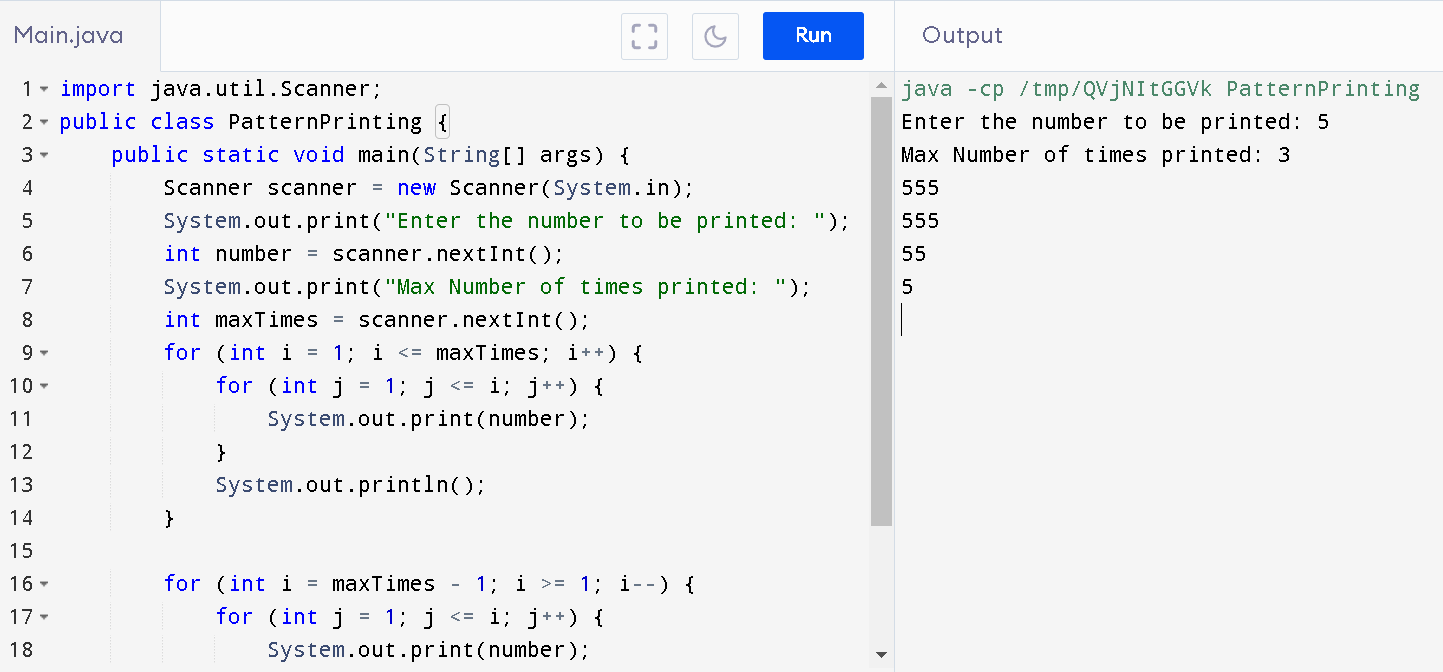 Main.java
Run
Output
1 import java.util.Scanner;
2 public class PatternPrinting {
3     public static void main(String[] args) {
4         Scanner scanner = new Scanner(System.in);
5         System.out.print("Enter the number to be printed: ");
6         int number = scanner.nextInt();
7         System.out.print("Max Number of times printed: ");
8         int maxTimes = scanner.nextInt();
9         for (int i = 1; i <= maxTimes; i++) {
10             for (int j = 1; j <= i; j++) {
11                 System.out.print(number);
12             }
13             System.out.println();
14         }
15
16         for (int i = maxTimes - 1; i >= 1; i--) {
17             for (int j = 1; j <= i; j++) {
18                 System.out.print(number);
java -cp /tmp/QVjNItGGVk PatternPrinting
Enter the number to be printed: 5
Max Number of times printed: 3
555
555
55
5